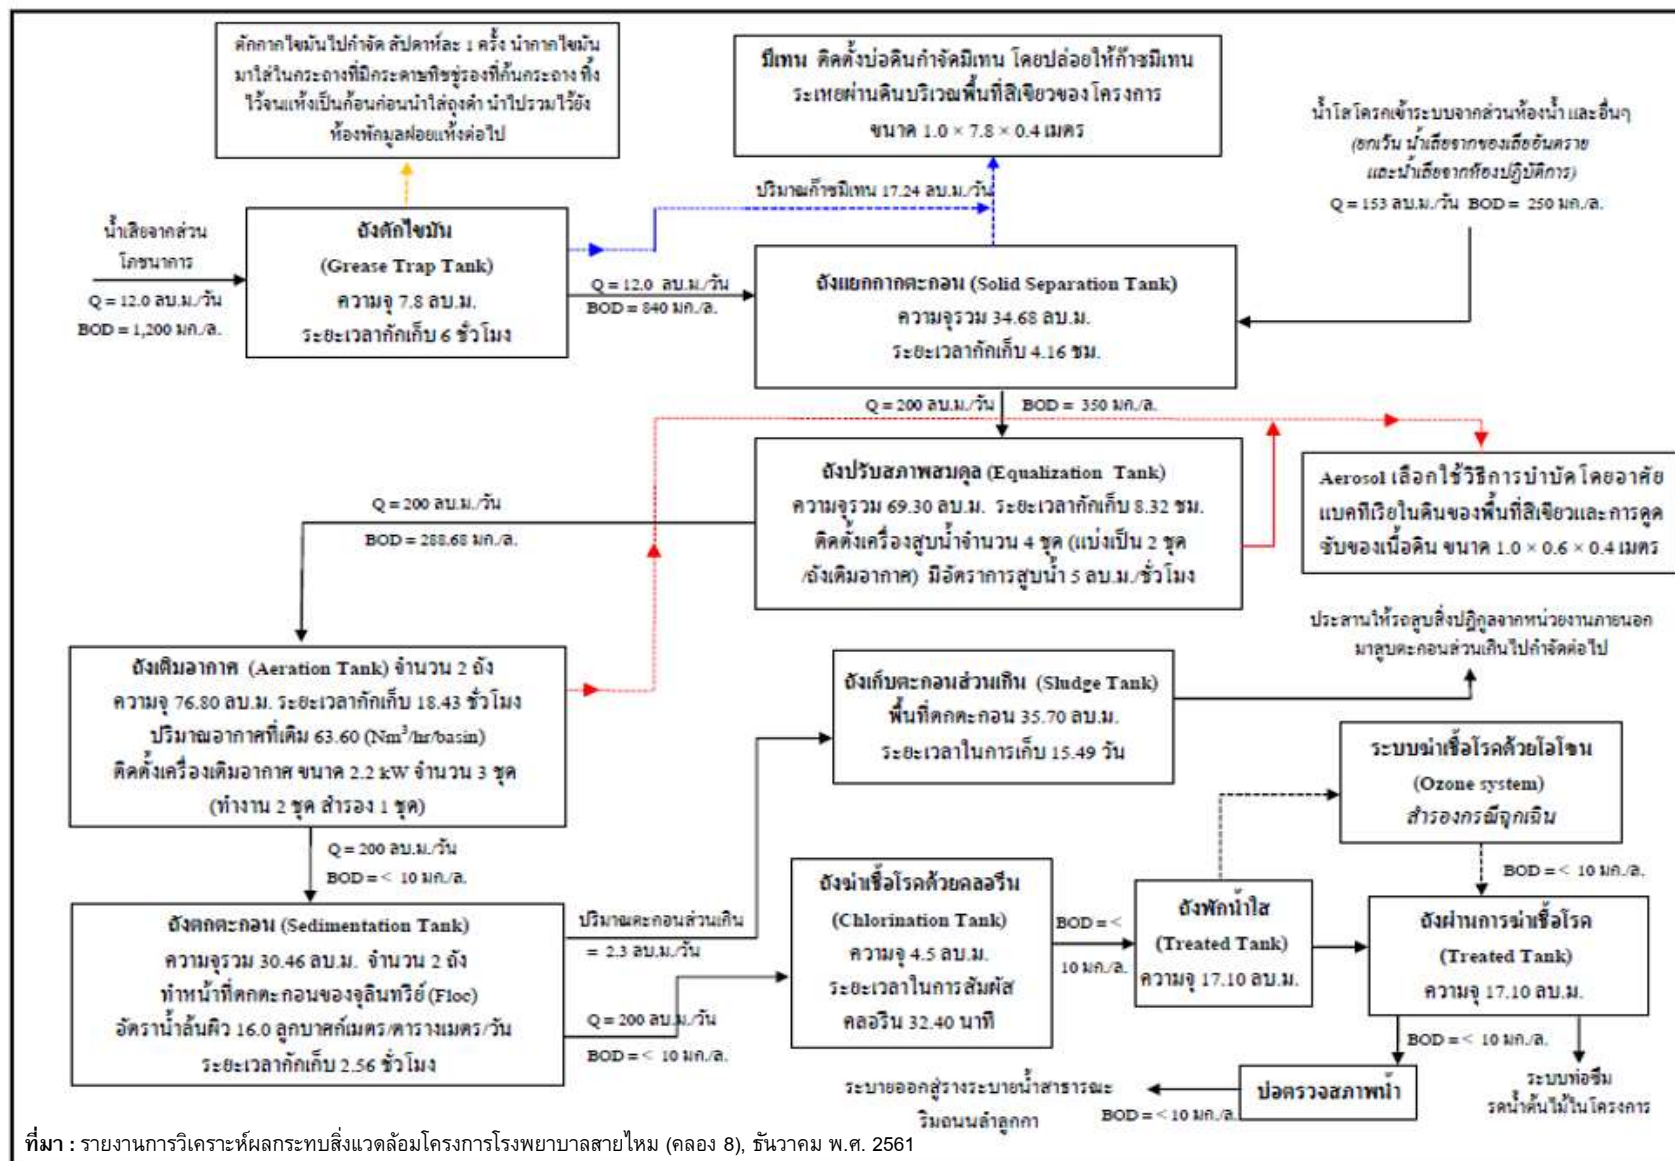 ตักกากไขมันไปกำจัด สัปดาห์ละ 1 ครั้ง นำกากไขมัน
มาใส่ในกระถางที่มีกระดาษทิชชู่รองที่ก้นกระถาง ทิ้ง
ไว้จนแห้งเป็นก้อนก่อนนำใส่ถุงดำ นำไปรวมไว้ยัง
ห้องพักมูลฝอยแห้งต่อไป
มีเทน ติดตั้งบ่อดินกำจัดมีเทน โดยปล่อยให้ก๊าซมีเทน
ระเหยผ่านดินบริเวณพื้นที่สีเขียวของโครงการ
ขนาด 1.0 × 7.8 × 0.4 เมตร
น้ำโสโครกเข้าระบบจากส่วนห้องน้ำ และอื่นๆ
(ยกเว้น น้ำเสียจากของเสียอันตราย
และน้ำเสียจากห้องปฏิบัติการ)
Q = 153 ลบ.ม./วัน BOD = 250 มก./ล.
ปริมาณก๊าซมีเทน 17.24 ลบ.ม./วัน
น้ำเสียจากส่วน
โภชนาการ
Q = 12.0 ลบ.ม./วัน
BOD = 1,200 มก./ล.
ถังดักไขมัน
(Grease Trap Tank)
ความจุ 7.8 ลบ.ม.
ระยะเวลากักเก็บ 6 ชั่วโมง
Q = 12.0 ลบ.ม./วัน
BOD = 840 มก./ล.
ถังแยกกากตะกอน (Solid Separation Tank)
ความจุรวม 34.68 ลบ.ม.
ระยะเวลากักเก็บ 4.16 ชม.
Q = 200 ลบ.ม./วัน BOD = 350 มก./ล.
ถังปรับสภาพสมดุล (Equalization Tank)
ความจุรวม 69.30 ลบ.ม. ระยะเวลากักเก็บ 8.32 ชม.
ติดตั้งเครื่องสูบน้ำจำนวน 4 ชุด (แบ่งเป็น 2 ชุด
/ถังเติมอากาศ) มีอัตราการสูบน้ำ 5 ลบ.ม./ชั่วโมง
Aerosol เลือกใช้วิธีการบำบัดโดยอาศัย
แบคทีเรียในดินของพื้นที่สีเขียวและการดูด
ซับของเนื้อดิน ขนาด 1.0 × 0.6 × 0.4 เมตร
Q = 200 ลบ.ม./วัน
BOD = 288.68 มก./ล.
ประสานให้รถสูบสิ่งปฏิกูลจากหน่วยงานภายนอก
มาสูบตะกอนส่วนเกินไปกำจัดต่อไป
ถังเติมอากาศ (Aeration Tank) จำนวน 2 ถัง
ความจุ 76.80 ลบ.ม. ระยะเวลากักเก็บ 18.43 ชั่วโมง
ปริมาณอากาศที่เติม 63.60 (Nm³/hr/basin)
ติดตั้งเครื่องเติมอากาศ ขนาด 2.2 kW จำนวน 3 ชุด
(ทำงาน 2 ชุด สำรอง 1 ชุด)
ถังเก็บตะกอนส่วนเกิน (Sludge Tank)
พื้นที่ตกตะกอน 35.70 ลบ.ม.
ระยะเวลาในการเก็บ 15.49 วัน
ระบบฆ่าเชื้อโรคด้วยโอโซน
(Ozone system)
สำรองกรณีฉุกเฉิน
Q = 200 ลบ.ม./วัน
BOD = < 10 มก./ล.
BOD = < 10 มก./ล.
ถังตกตะกอน (Sedimentation Tank)
ความจุรวม 30.46 ลบ.ม. จำนวน 2 ถัง
ทำหน้าที่ตกตะกอนของจุลินทรีย์ (Floc)
อัตราน้ำล้นผิว 16.0 ลูกบาศก์เมตร/ตารางเมตร/วัน
ระยะเวลากักเก็บ 2.56 ชั่วโมง
ปริมาณตะกอนส่วนเกิน
= 2.3 ลบ.ม./วัน
Q = 200 ลบ.ม./วัน
BOD = < 10 มก./ล.
ถังฆ่าเชื้อโรคด้วยคลอรีน
(Chlorination Tank)
ความจุ 4.5 ลบ.ม.
ระยะเวลาในการสัมผัส
คลอรีน 32.40 นาที
BOD = <
10 มก./ล.
ถังพักน้ำใส
(Treated Tank)
ความจุ 17.10 ลบ.ม.
ถังผ่านการฆ่าเชื้อโรค
(Treated Tank)
ความจุ 17.10 ลบ.ม.
BOD = < 10 มก./ล.
ระบบท่อซึม
รดน้ำต้นไม้ในโครงการ
บ่อตรวจสภาพน้ำ
BOD = < 10 มก./ล.
ระบายออกสู่รางระบายน้ำสาธารณะ
ริมถนนลำลูกกา
ที่มา : รายงานการวิเคราะห์ผลกระทบสิ่งแวดล้อมโครงการโรงพยาบาลสายไหม (คลอง 8), ธันวาคม พ.ศ. 2561